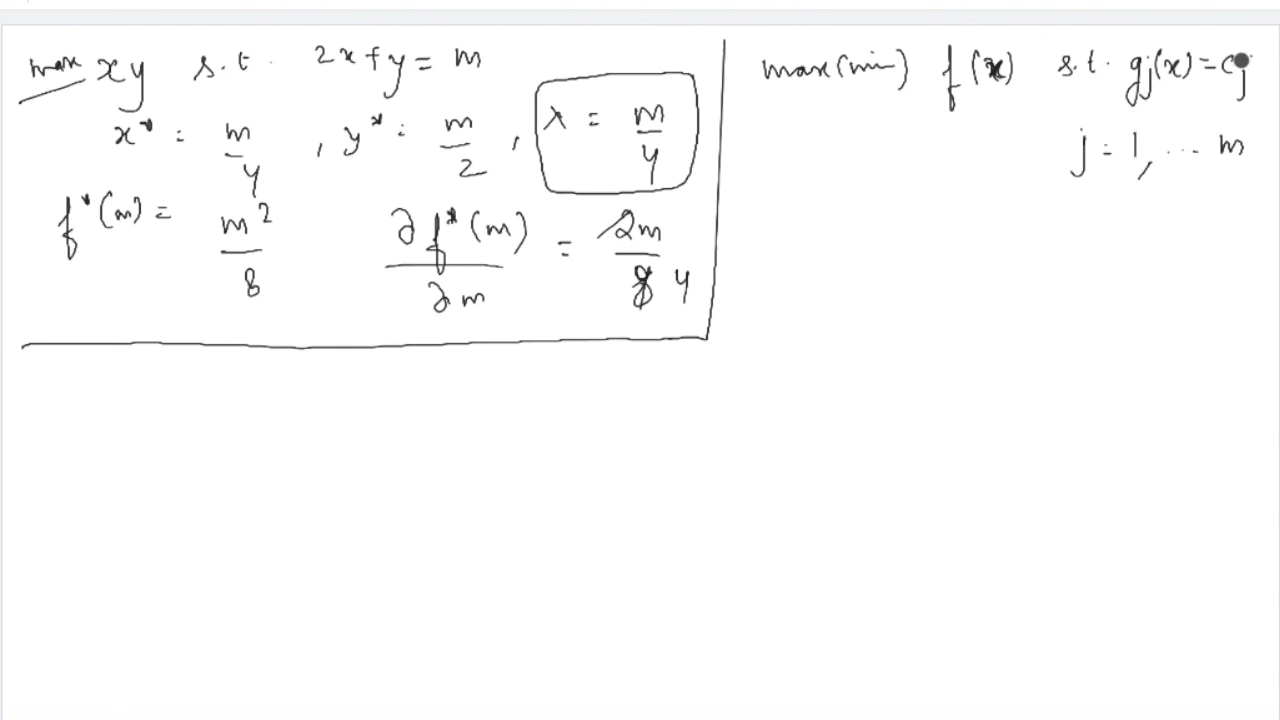 max xy s.t. 2x + y = m
x* = m/4 , y* = m/2 , λ = m/4
f*(m) = m²/8 ∂f*(m)/∂m = 2m/8 4
max(min) f(x) s.t. gj(x) = cj
j = 1, ... m